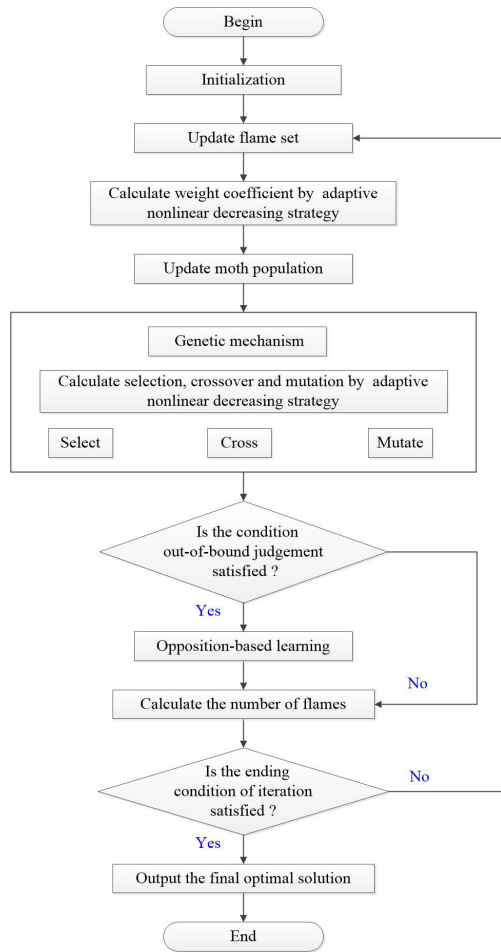 Begin
Initialization
Update flame set
Calculate weight coefficient by adaptive
nonlinear decreasing strategy
Update moth population
Genetic mechanism
Calculate selection, crossover and mutation by adaptive
nonlinear decreasing strategy
Select
Cross
Mutate
Is the condition
out-of-bound judgement
satisfied ?
Yes
Opposition-based learning
No
Calculate the number of flames
Is the ending
condition of iteration
satisfied ?
No
Yes
Output the final optimal solution
End